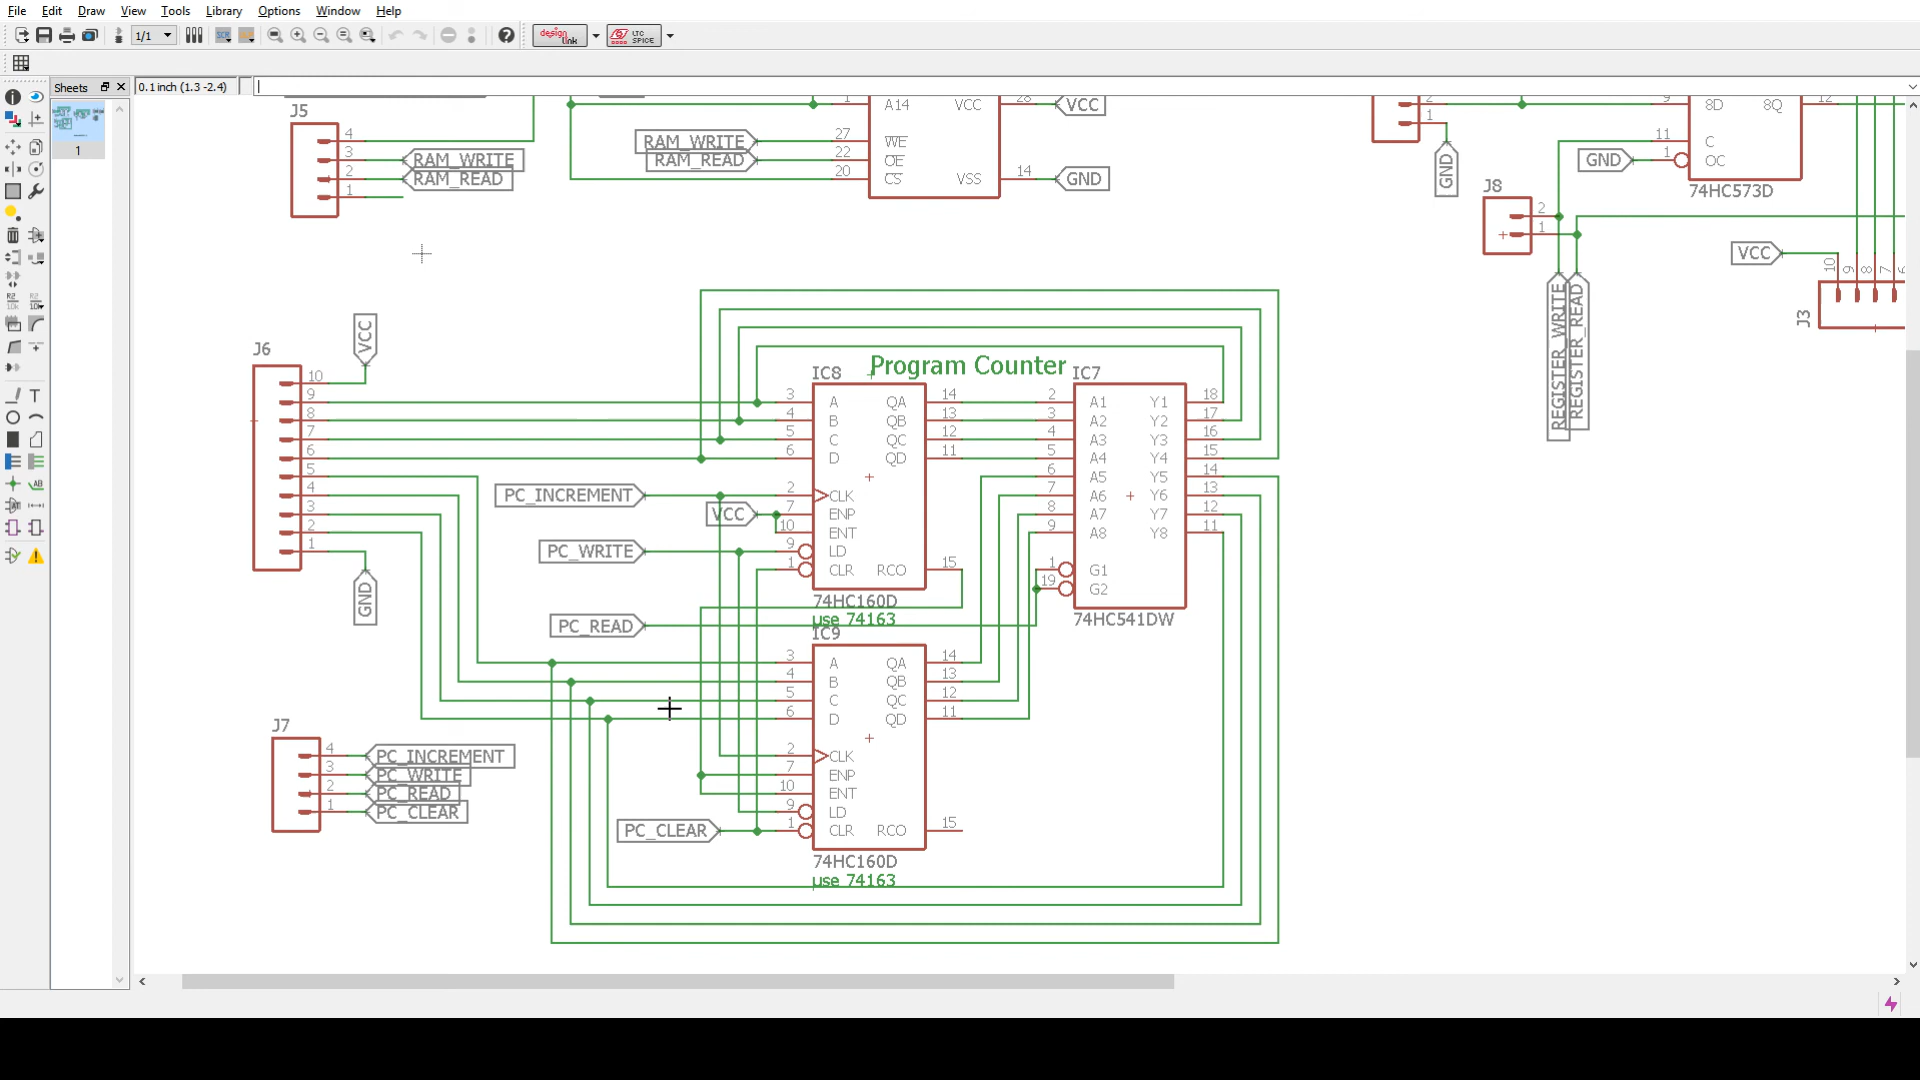 File Edit Draw View Tools Library Options Window Help
1/1 design link LTC SPICE
Sheets 0.1 inch (1.3 -2.4)
1
J5
4
3 RAM_WRITE
2 RAM_READ
1
1 A14 VCC 28 VCC
RAM_WRITE 27 WE
RAM_READ 22 OE
20 CS VSS 14 GND
2
1
GND
9 8D 8Q 12
11 C
GND 1 OC
74HC573D
J8
2
1
REGISTER_WRITE
REGISTER_READ
VCC
10 9 8 7 6
J3
J6
VCC
10
9
8
7
6
5
4
3
2
1
GND
Program Counter
IC8
3 A QA 14
4 B QB 13
5 C QC 12
6 D QD 11
PC_INCREMENT 2 CLK
VCC 7 ENP
10 ENT
PC_WRITE 9 LD
1 CLR RCO 15
74HC160D
use 74163
PC_READ
IC7
2 A1 Y1 18
3 A2 Y2 17
4 A3 Y3 16
5 A4 Y4 15
6 A5 Y5 14
7 A6 Y6 13
8 A7 Y7 12
9 A8 Y8 11
1 G1
19 G2
74HC541DW
IC9
3 A QA 14
4 B QB 13
5 C QC 12
6 D QD 11
2 CLK
7 ENP
10 ENT
9 LD
PC_CLEAR 1 CLR RCO 15
74HC160D
use 74163
J7
4 PC_INCREMENT
3 PC_WRITE
2 PC_READ
1 PC_CLEAR